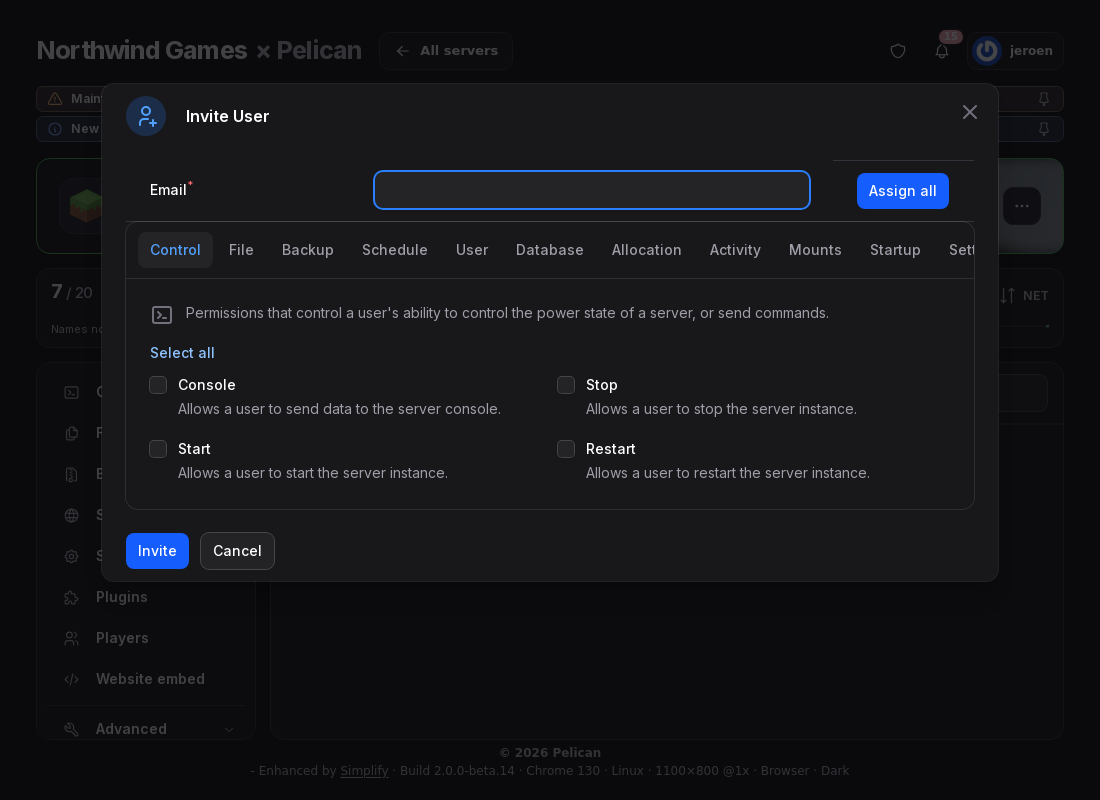 Northwind Games × Pelican
All servers
15
jeroen
Invite User
New
Email*
Assign all
Control File Backup Schedule User Database Allocation Activity Mounts Startup
7 / 20
NET
Permissions that control a user's ability to control the power state of a server, or send commands.
Names
Select all
Console
Allows a user to send data to the server console.
Stop
Allows a user to stop the server instance.
Start
Allows a user to start the server instance.
Restart
Allows a user to restart the server instance.
Invite
Cancel
Plugins
Players
Website embed
Advanced
© 2026 Pelican
- Enhanced by Simplify · Build 2.0.0-beta.14 · Chrome 130 · Linux · 1100×800 @1x · Browser · Dark